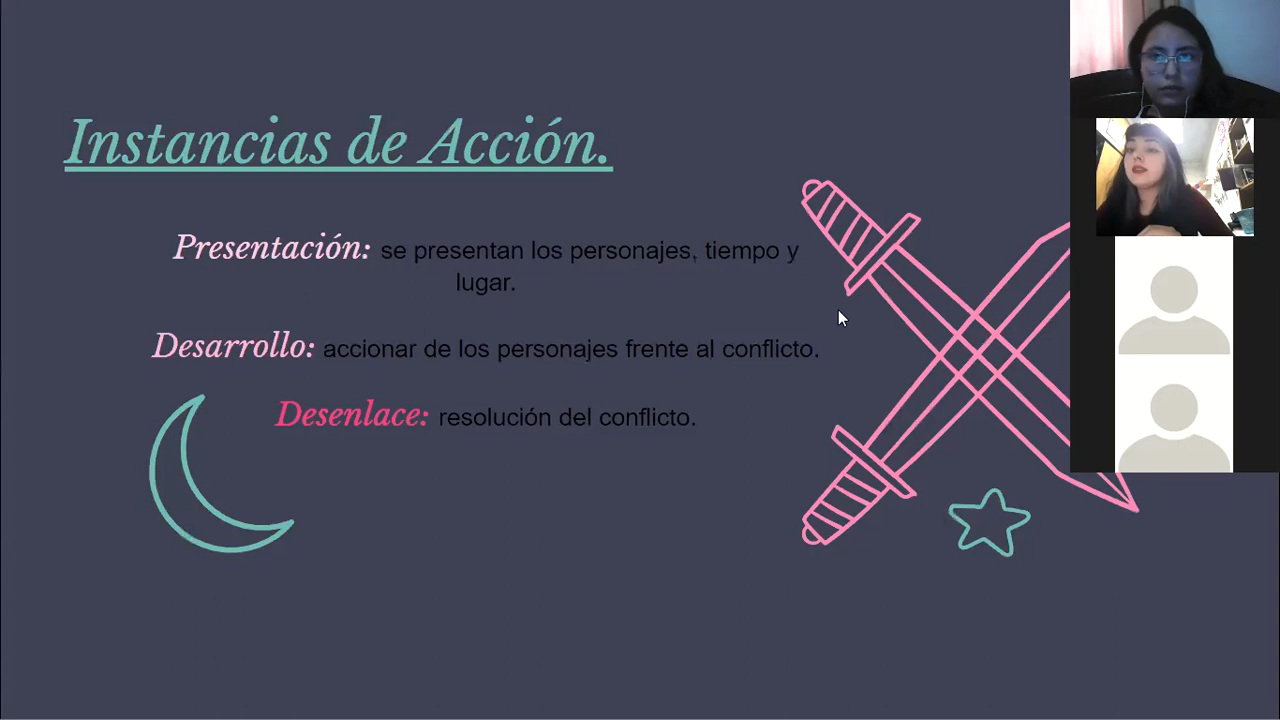 Instancias de Acción.
Presentación: se presentan los personajes, tiempo y
lugar.
Desarrollo: accionar de los personajes frente al conflicto.
Desenlace: resolución del conflicto.